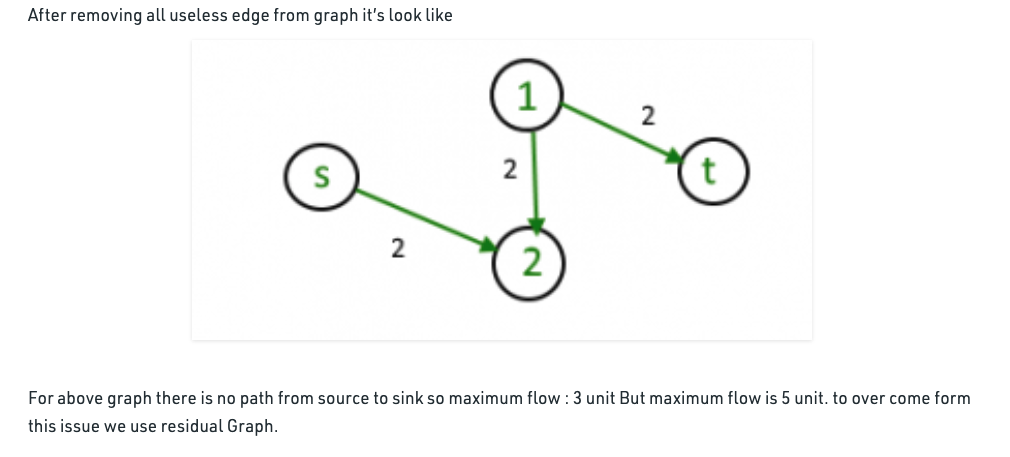 After removing all useless edge from graph it's look like
1
2
s
2
t
2
2
For above graph there is no path from source to sink so maximum flow : 3 unit But maximum flow is 5 unit. to over come form
this issue we use residual Graph.